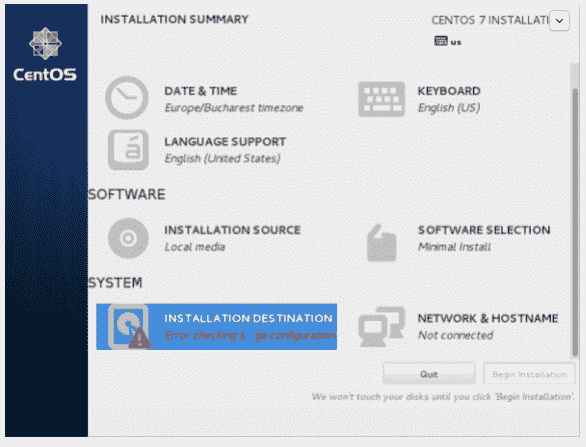 INSTALLATION SUMMARY
CENTOS 7 INSTALLATI
us
CentOS
DATE & TIME
Europe/Bucharest timezone
KEYBOARD
English (US)
LANGUAGE SUPPORT
English (United States)
SOFTWARE
INSTALLATION SOURCE
Local media
SOFTWARE SELECTION
Minimal Install
SYSTEM
INSTALLATION DESTINATION
Error checking s...ge configuration
NETWORK & HOSTNAME
Not connected
Quit
Begin Installation
We won't touch your disks until you click 'Begin Installation'.